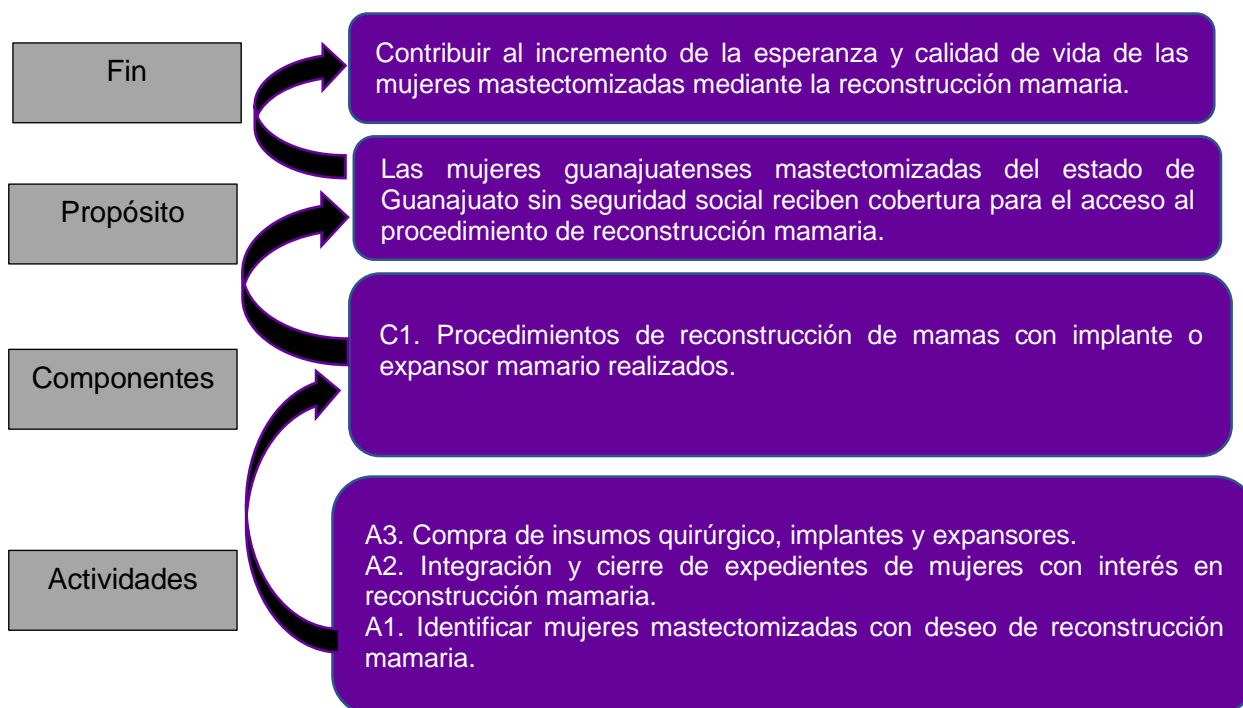 Fin
Contribuir al incremento de la esperanza y calidad de vida de las
mujeres mastectomizadas mediante la reconstrucción mamaria.
Propósito
Las mujeres guanajuatenses mastectomizadas del estado de
Guanajuato sin seguridad social reciben cobertura para el acceso al
procedimiento de reconstrucción mamaria.
Componentes
C1. Procedimientos de reconstrucción de mamas con implante o
expansor mamario realizados.
Actividades
A3. Compra de insumos quirúrgico, implantes y expansores.
A2. Integración y cierre de expedientes de mujeres con interés en
reconstrucción mamaria.
A1. Identificar mujeres mastectomizadas con deseo de reconstrucción
mamaria.